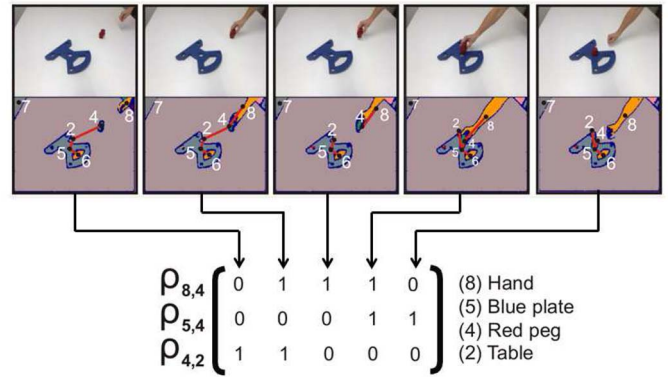 7 2 4 8 5 6
7 2 4 8 5 6
7 2 4 8 5 6
7 2 8 5 4 6
7 2 4 8 5 6
ρ8,4 0 1 1 1 0 (8) Hand
ρ5,4 0 0 0 1 1 (5) Blue plate
(4) Red peg
ρ4,2 1 1 0 0 0 (2) Table